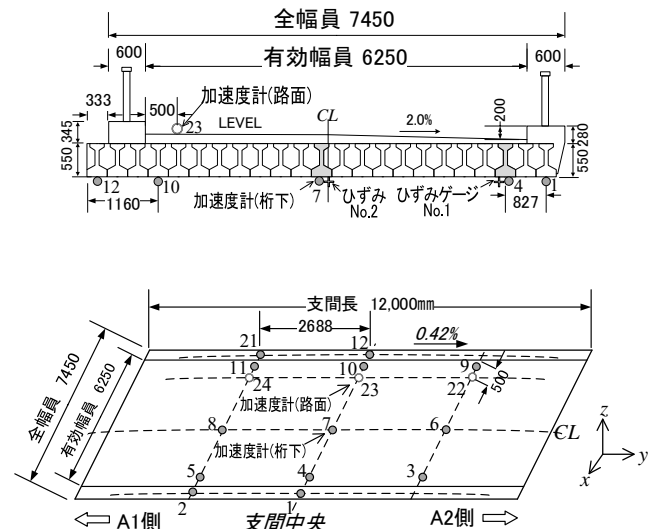 全幅員 7450
600
有効幅員 6250
600
333
500
加速度計(路面)
CL
23
LEVEL
2.0%
200
550 345
550 280
12
10
加速度計(桁下)
7
ひずみ
No.2
ひずみゲージ
No.1
4
1
1160
827
支間長 12,000mm
2688
0.42%
21
12
11
24
10
23
9
22
500
加速度計(路面)
全幅員 7450
有効幅員 6250
8
7
6
加速度計(桁下)
CL
5
4
3
2
1
z
y
x
A1側
支間中央
A2側